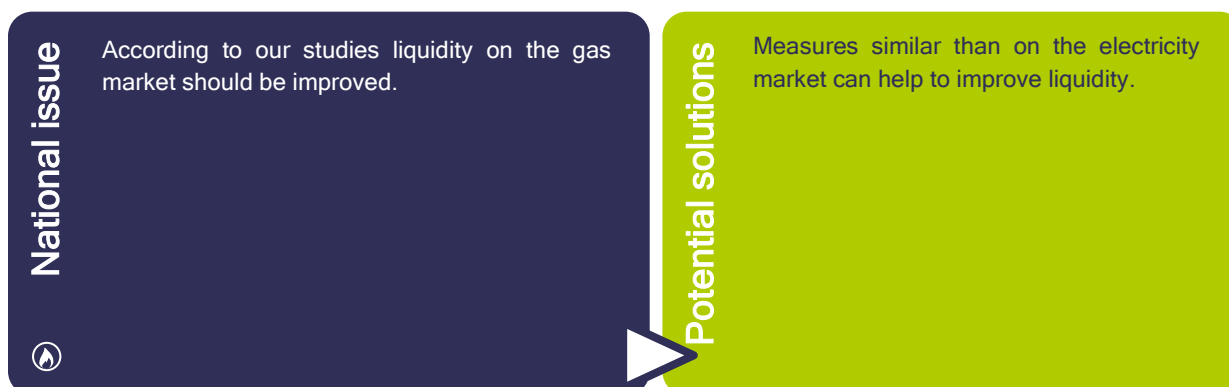 National issue
According to our studies liquidity on the gas
market should be improved.
Potential solutions
Measures similar than on the electricity
market can help to improve liquidity.